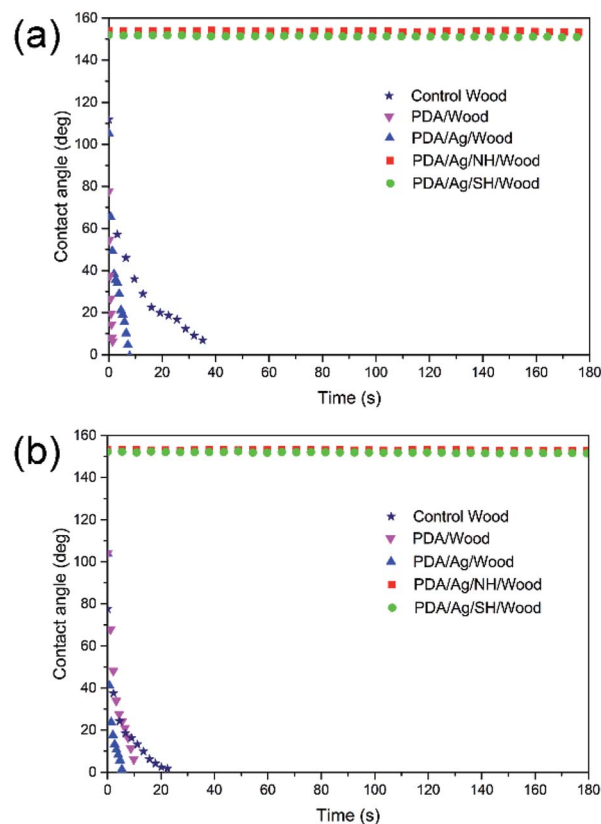 (a)
160
140
120
100
80
60
40
20
0
Contact angle (deg)
Control Wood
PDA/Wood
PDA/Ag/Wood
PDA/Ag/NH/Wood
PDA/Ag/SH/Wood
0 20 40 60 80 100 120 140 160 180
Time (s)
(b)
160
140
120
100
80
60
40
20
0
Contact angle (deg)
Control Wood
PDA/Wood
PDA/Ag/Wood
PDA/Ag/NH/Wood
PDA/Ag/SH/Wood
0 20 40 60 80 100 120 140 160 180
Time (s)